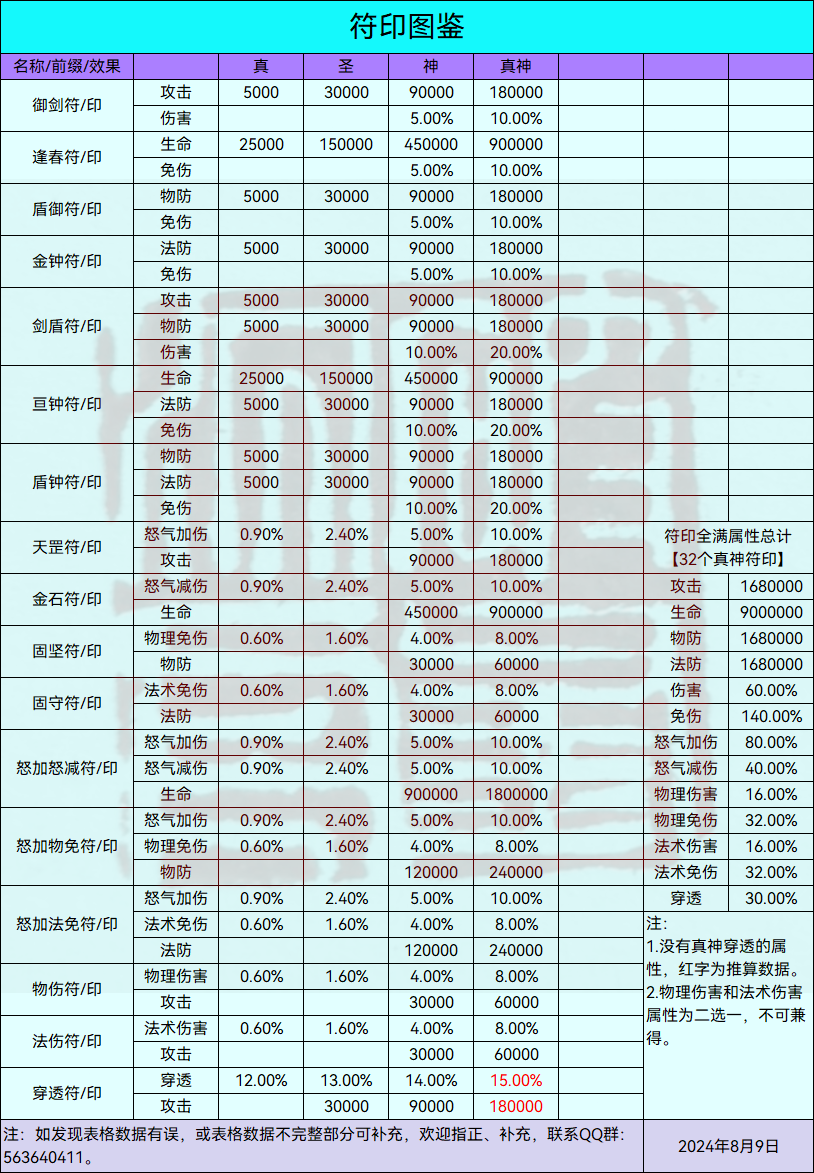 符印图鉴
名称/前缀/效果 真 圣 神 真神
御剑符/印 攻击 5000 30000 90000 180000
伤害 5.00% 10.00%
逢春符/印 生命 25000 150000 450000 900000
免伤 5.00% 10.00%
盾御符/印 物防 5000 30000 90000 180000
免伤 5.00% 10.00%
金钟符/印 法防 5000 30000 90000 180000
免伤 5.00% 10.00%
剑盾符/印 攻击 5000 30000 90000 180000
物防 5000 30000 90000 180000
伤害 10.00% 20.00%
亘钟符/印 生命 25000 150000 450000 900000
法防 5000 30000 90000 180000
免伤 10.00% 20.00%
盾钟符/印 物防 5000 30000 90000 180000
法防 5000 30000 90000 180000
免伤 10.00% 20.00%
天罡符/印 怒气加伤 0.90% 2.40% 5.00% 10.00%
攻击 90000 180000
金石符/印 怒气减伤 0.90% 2.40% 5.00% 10.00%
生命 450000 900000
固坚符/印 物理免伤 0.60% 1.60% 4.00% 8.00%
物防 30000 60000
固守符/印 法术免伤 0.60% 1.60% 4.00% 8.00%
法防 30000 60000
怒加怒减符/印 怒气加伤 0.90% 2.40% 5.00% 10.00%
怒气减伤 0.90% 2.40% 5.00% 10.00%
生命 900000 1800000
怒加物免符/印 怒气加伤 0.90% 2.40% 5.00% 10.00%
物理免伤 0.60% 1.60% 4.00% 8.00%
物防 120000 240000
怒加法免符/印 怒气加伤 0.90% 2.40% 5.00% 10.00%
法术免伤 0.60% 1.60% 4.00% 8.00%
法防 120000 240000
物伤符/印 物理伤害 0.60% 1.60% 4.00% 8.00%
攻击 30000 60000
法伤符/印 法术伤害 0.60% 1.60% 4.00% 8.00%
攻击 30000 60000
穿透符/印 穿透 12.00% 13.00% 14.00% 15.00%
攻击 30000 90000 180000
符印全满属性总计
【32个真神符印】
攻击 1680000
生命 9000000
物防 1680000
法防 1680000
伤害 60.00%
免伤 140.00%
怒气加伤 80.00%
怒气减伤 40.00%
物理伤害 16.00%
物理免伤 32.00%
法术伤害 16.00%
法术免伤 32.00%
穿透 30.00%
注：
1.没有真神穿透的属
性，红字为推算数据。
2.物理伤害和法术伤害
属性为二选一，不可兼
得。
注：如发现表格数据有误，或表格数据不完整部分可补充，欢迎指正、补充，联系QQ群：
563640411。
2024年8月9日